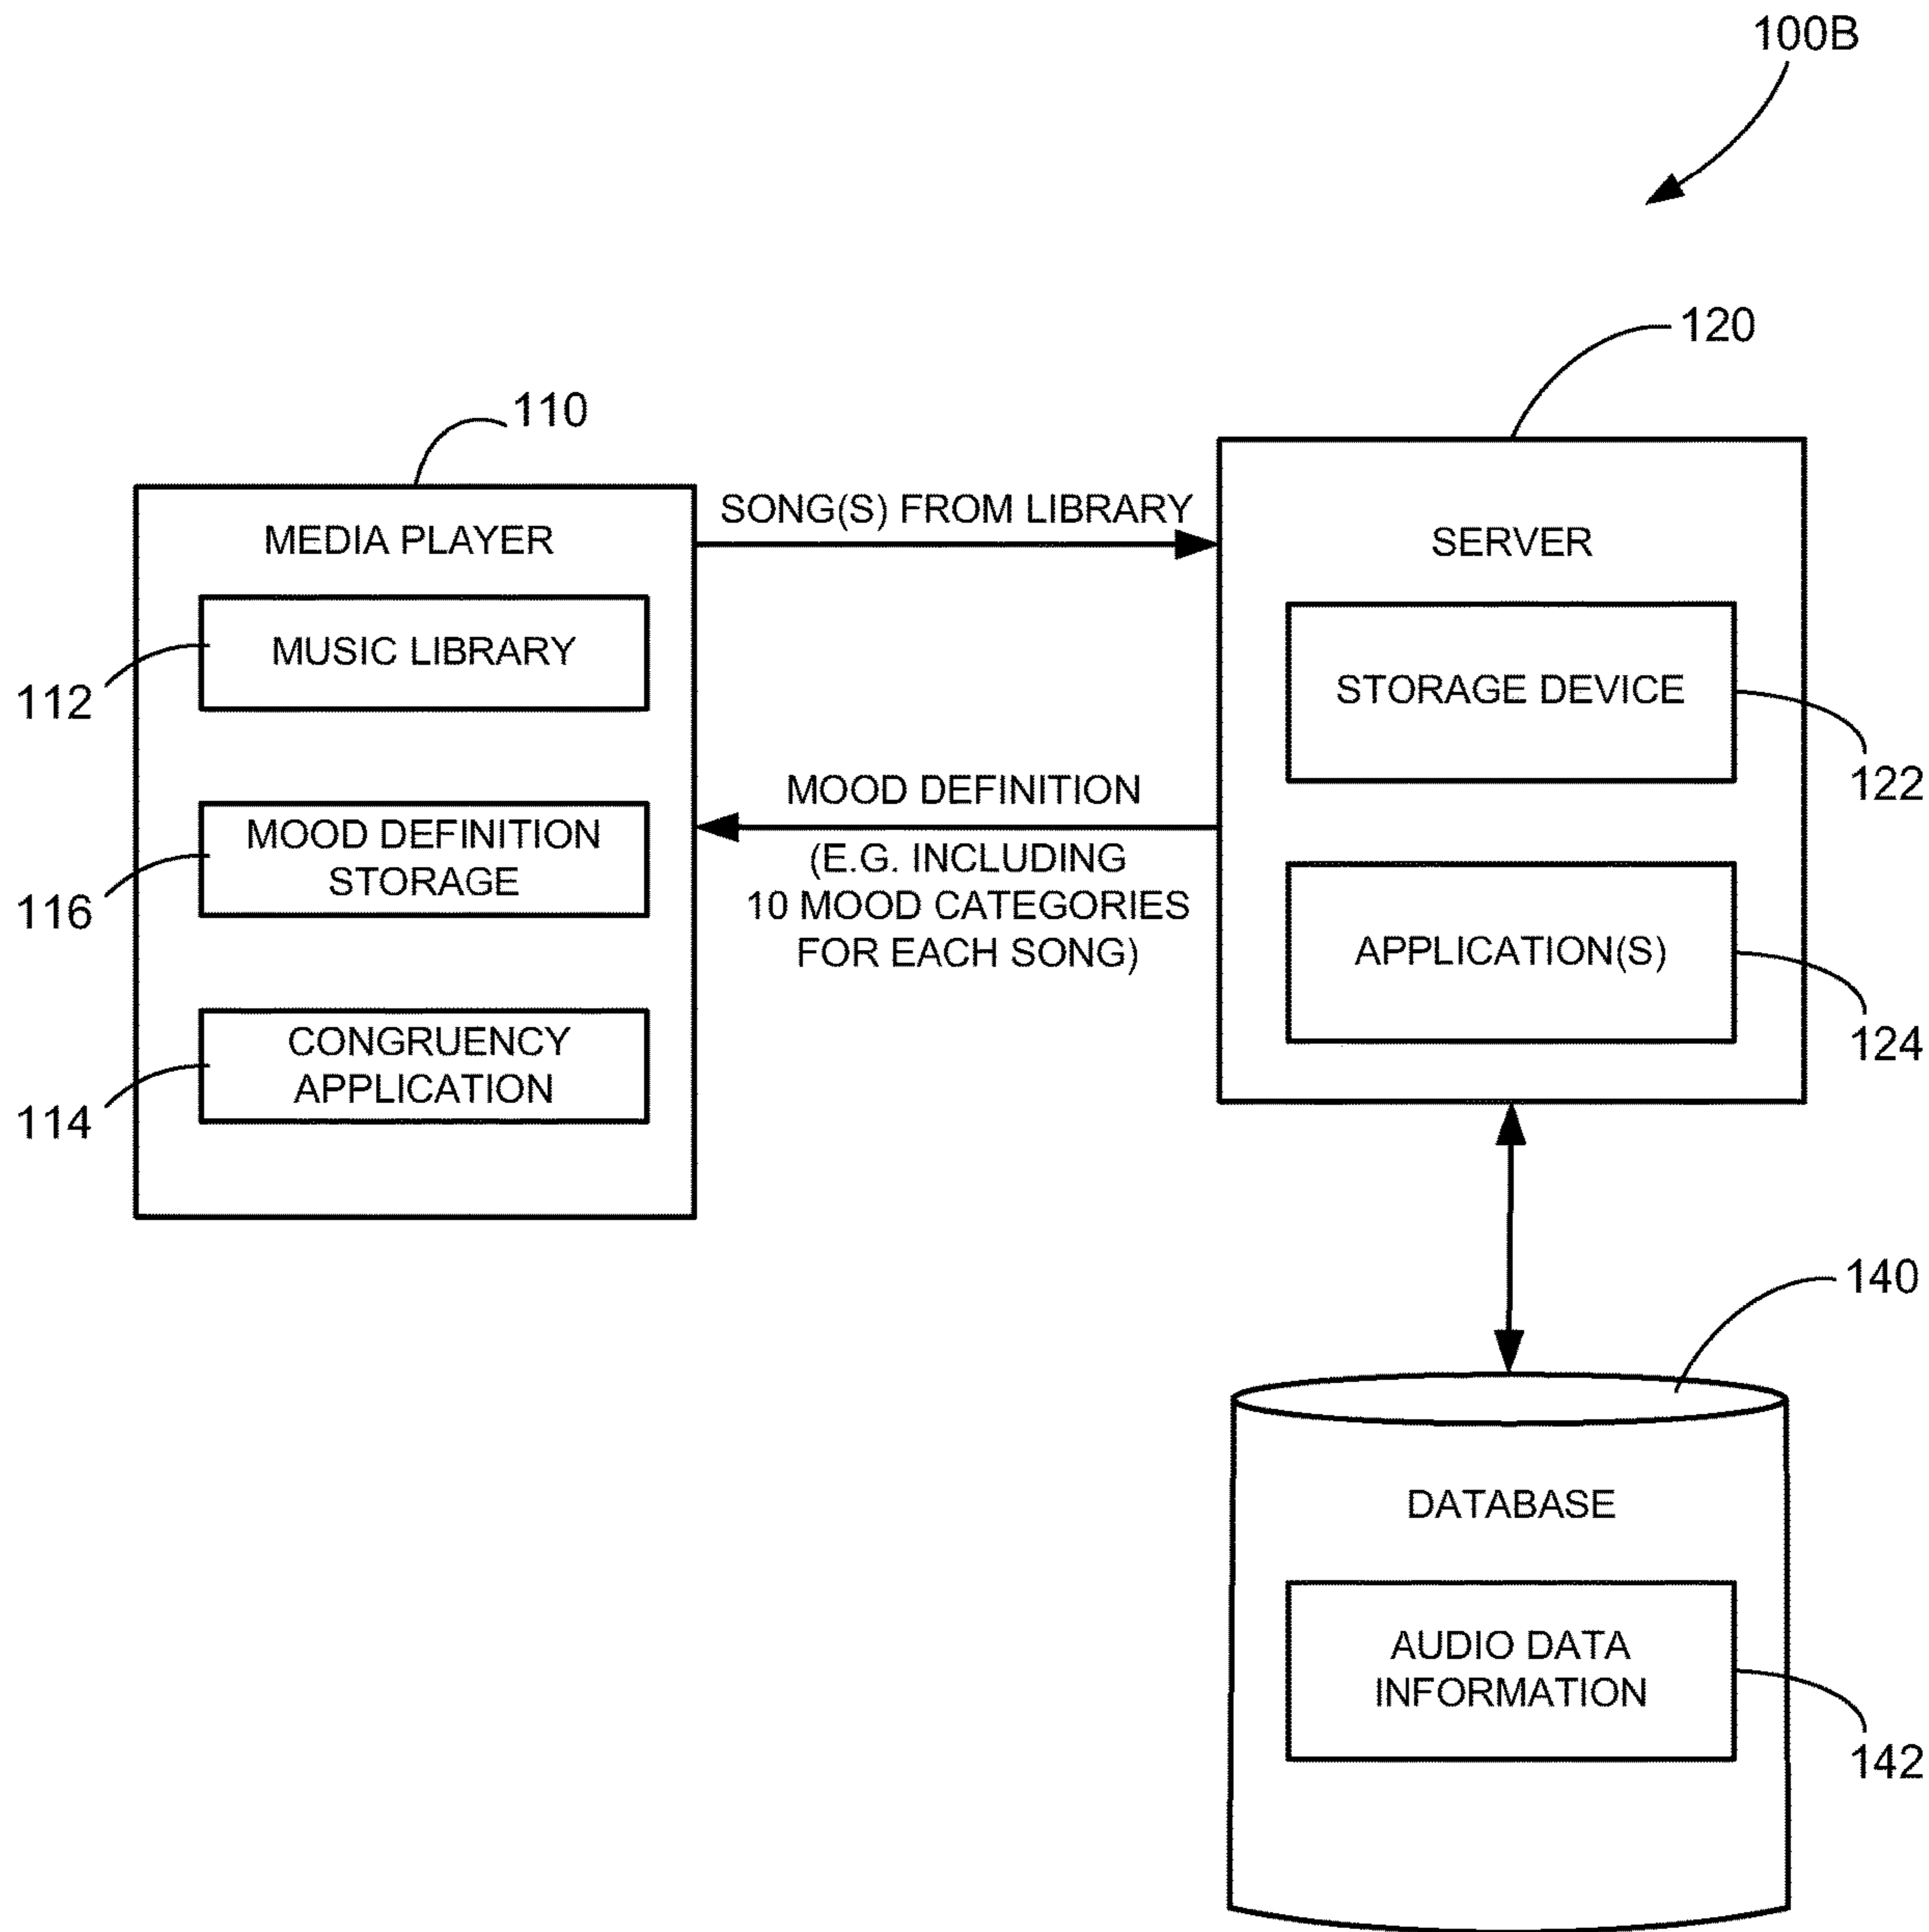 100B
120
110
SONG(S) FROM LIBRARY
MEDIA PLAYER
SERVER
MUSIC LIBRARY
112
STORAGE DEVICE
122
MOOD DEFINITION
(E.G. INCLUDING
10 MOOD CATEGORIES
FOR EACH SONG)
MOOD DEFINITION
STORAGE
116
APPLICATION(S)
124
CONGRUENCY
APPLICATION
114
140
DATABASE
AUDIO DATA
INFORMATION
142